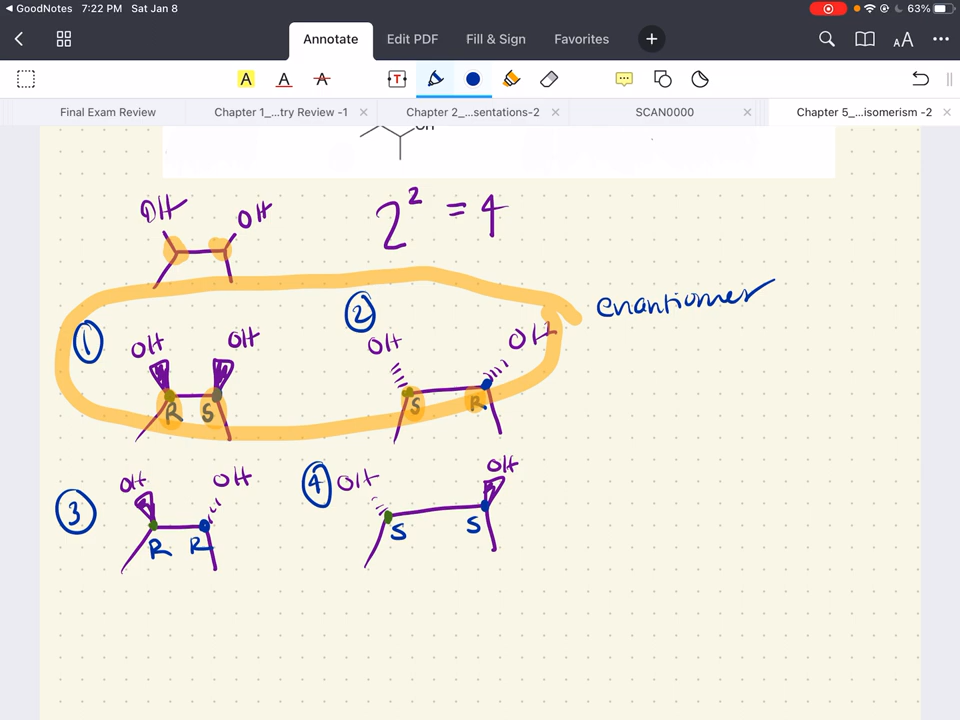 GoodNotes 7:22 PM Sat Jan 8 63%
Annotate Edit PDF Fill & Sign Favorites
A A A T AA
Final Exam Review Chapter 1_...try Review -1 Chapter 2_...sentations-2 SCAN0000 Chapter 5_...isomerism -2
OH
OH OH 2² = 4
1 2 enantiomer
OH OH OH OH
R S S R
3 OH OH 4 OH OH
R R S S